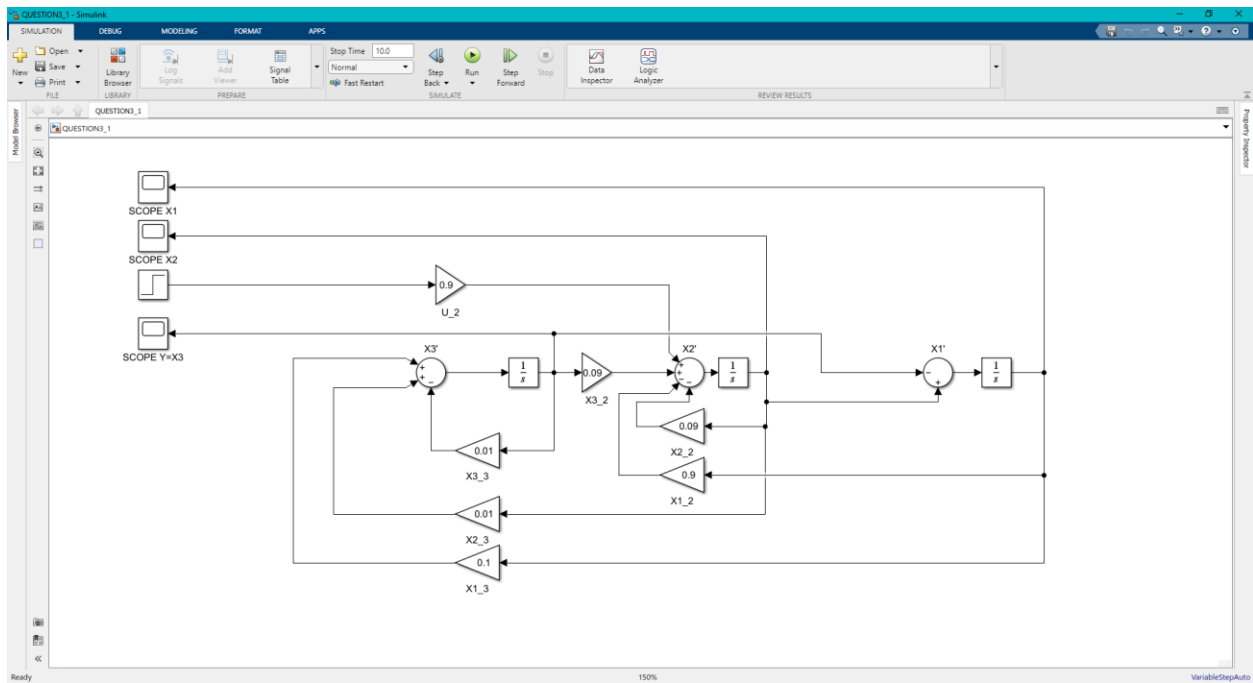 QUESTION3_1 - Simulink
SIMULATION DEBUG MODELING FORMAT APPS
New
Open
Save
Print
FILE
Library Browser
LIBRARY
Log Signals
Add Viewer
Signal Table
PREPARE
Stop Time 10.0
Normal
Fast Restart
Step Back
Run
Step Forward
Stop
SIMULATE
Data Inspector
Logic Analyzer
REVIEW RESULTS
Model Browser
Property Inspector
QUESTION3_1
QUESTION3_1
SCOPE X1
SCOPE X2
0.9
U_2
SCOPE Y=X3
X3'
+
+
−
1
s
0.09
X3_2
X2'
+
+
−
−
1
s
X1'
−
+
1
s
0.09
X2_2
0.01
X3_3
0.9
X1_2
0.01
X2_3
0.1
X1_3
Ready
150%
VariableStepAuto